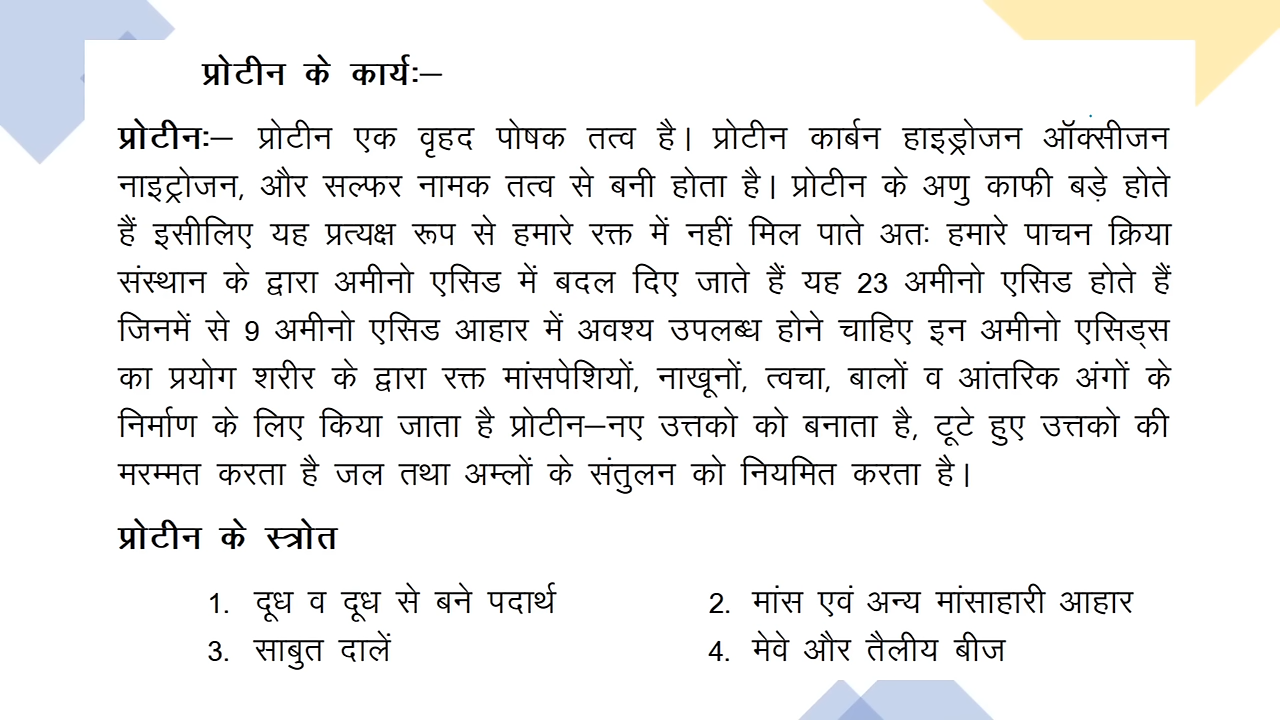 प्रोटीन के कार्यः–
प्रोटीनः– प्रोटीन एक वृहद पोषक तत्व है। प्रोटीन कार्बन हाइड्रोजन ऑक्सीजन
नाइट्रोजन, और सल्फर नामक तत्व से बनी होता है। प्रोटीन के अणु काफी बड़े होते
हैं इसीलिए यह प्रत्यक्ष रूप से हमारे रक्त में नहीं मिल पाते अतः हमारे पाचन क्रिया
संस्थान के द्वारा अमीनो एसिड में बदल दिए जाते हैं यह 23 अमीनो एसिड होते हैं
जिनमें से 9 अमीनो एसिड आहार में अवश्य उपलब्ध होने चाहिए इन अमीनो एसिड्स
का प्रयोग शरीर के द्वारा रक्त मांसपेशियों, नाखूनों, त्वचा, बालों व आंतरिक अंगों के
निर्माण के लिए किया जाता है प्रोटीन–नए उत्तको को बनाता है, टूटे हुए उत्तको की
मरम्मत करता है जल तथा अम्लों के संतुलन को नियमित करता है।
प्रोटीन के स्त्रोत
1. दूध व दूध से बने पदार्थ 2. मांस एवं अन्य मांसाहारी आहार
3. साबुत दालें 4. मेवे और तैलीय बीज